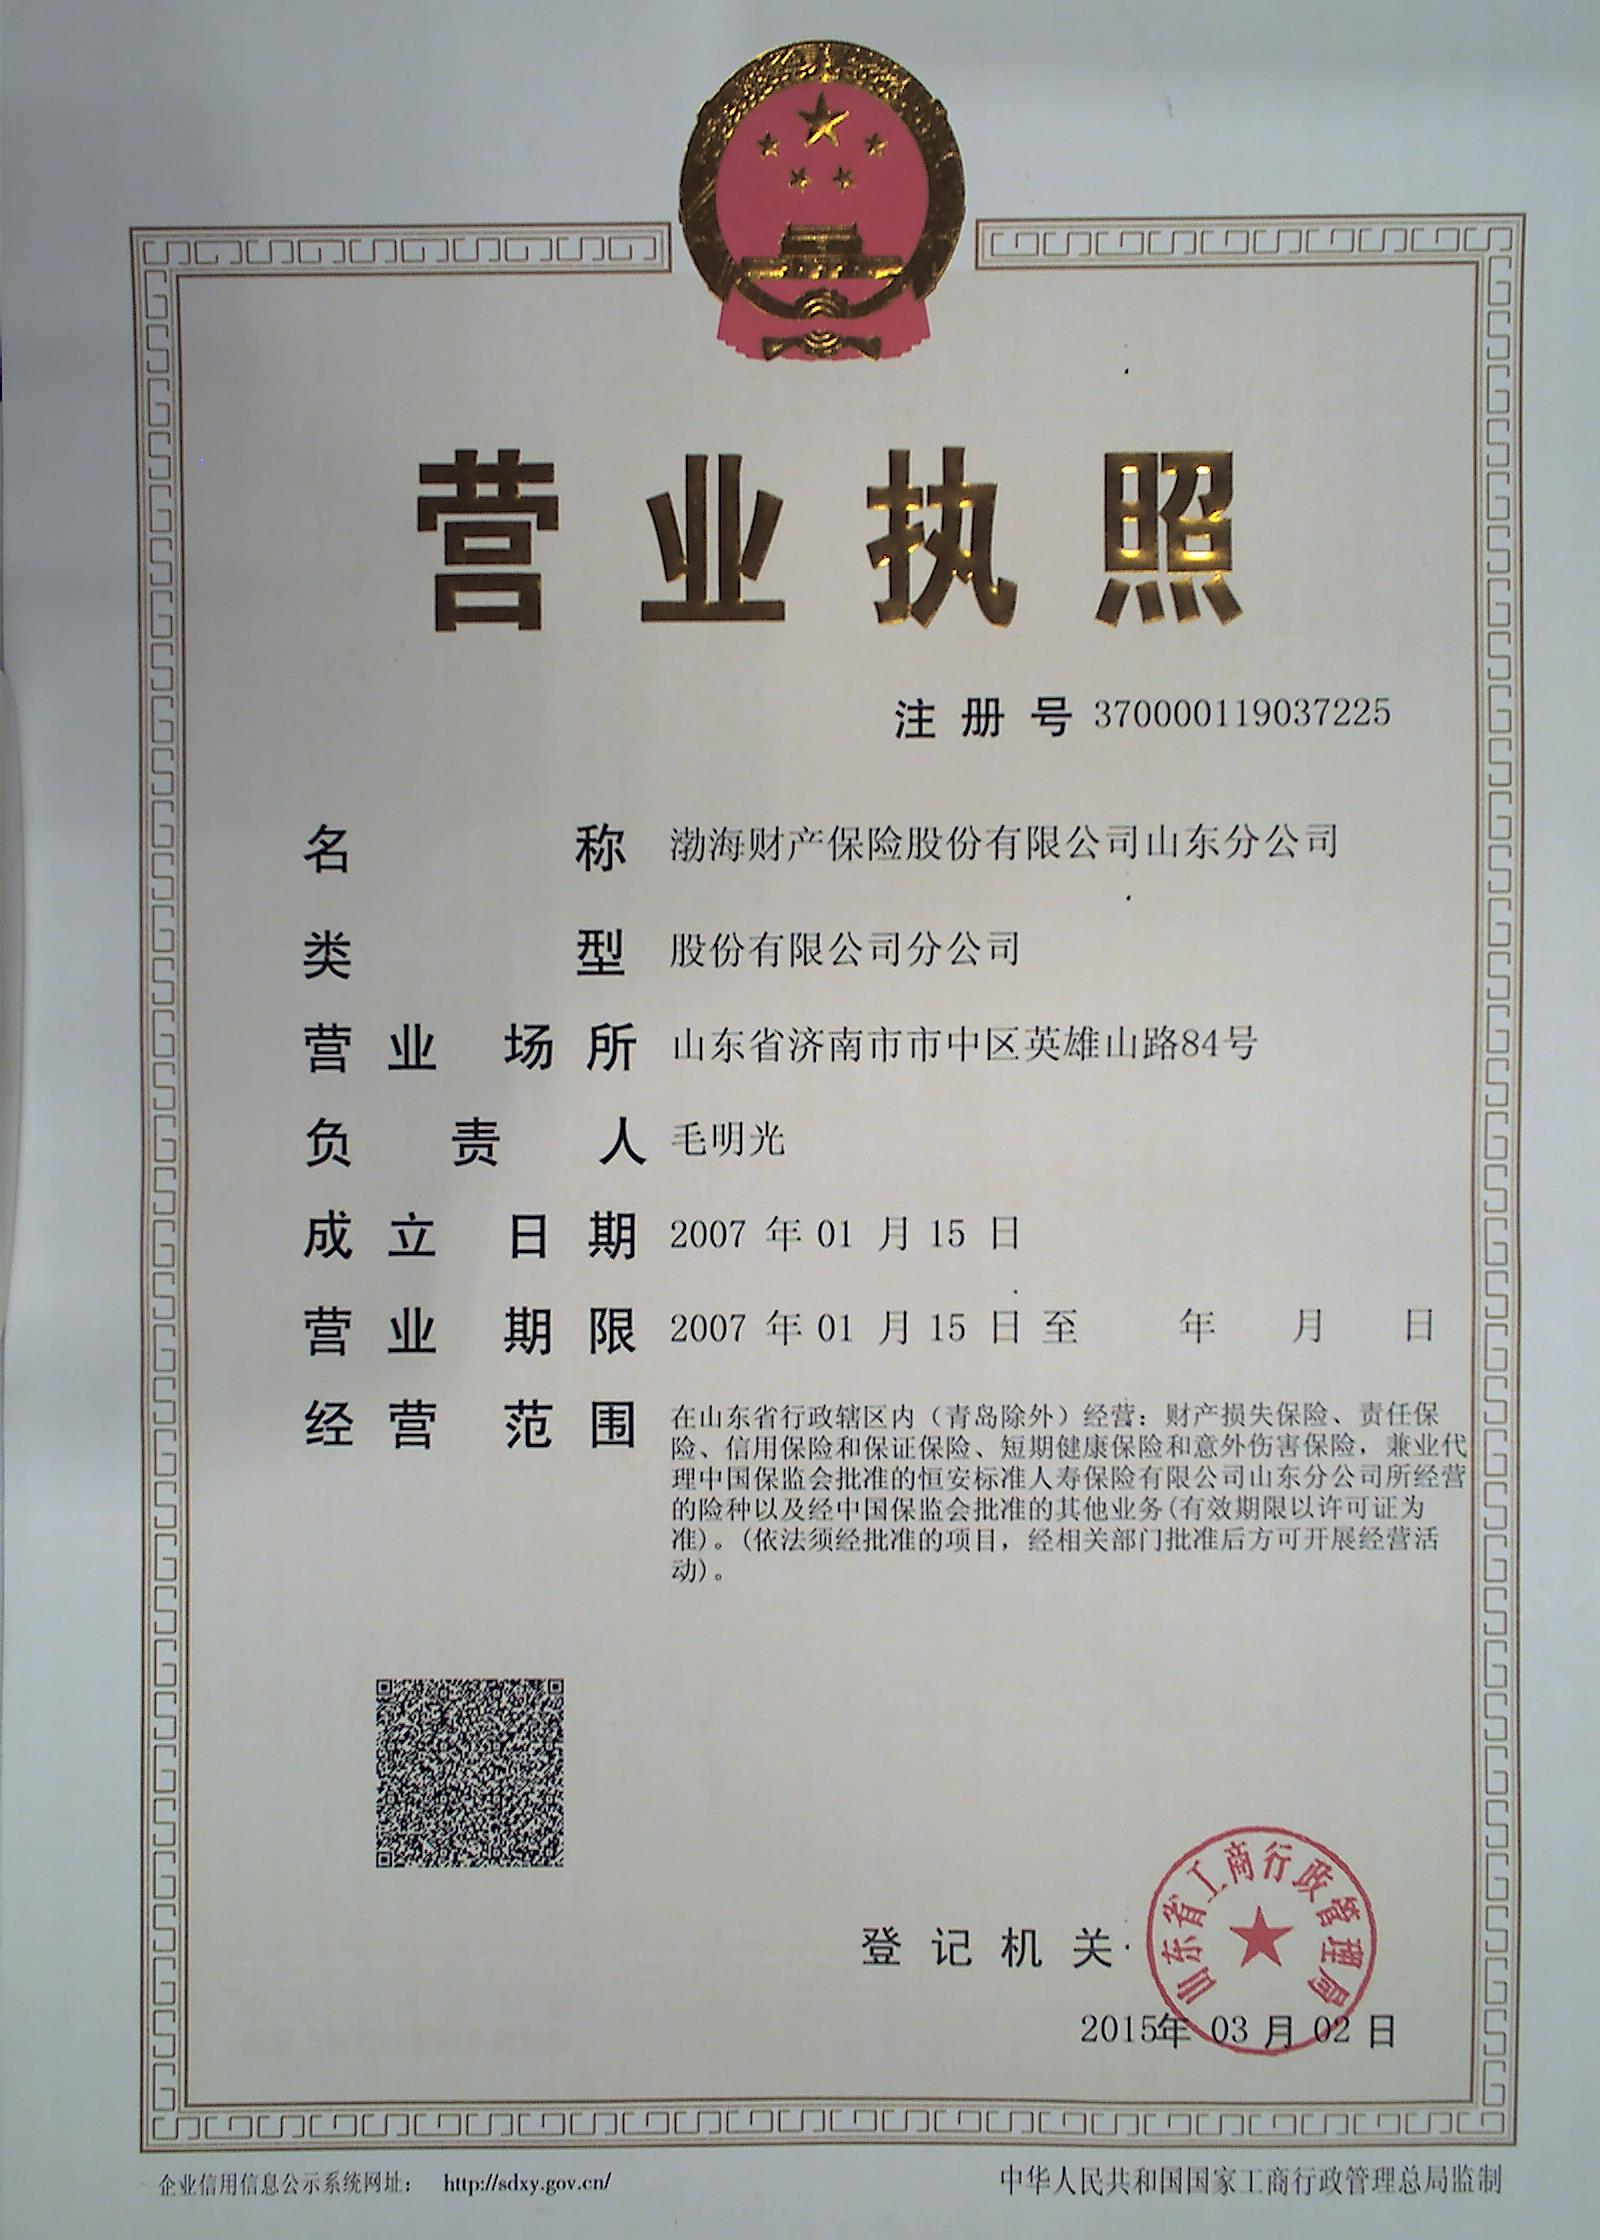 营业执照
注册号 370000119037225
名称 渤海财产保险股份有限公司山东分公司
类型 股份有限公司分公司
营业场所 山东省济南市市中区英雄山路84号
负责人 毛明光
成立日期 2007 年 01 月 15 日
营业期限 2007 年 01 月 15 日 至 年 月 日
经营范围 在山东省行政辖区内（青岛除外）经营：财产损失保险、责任保
险、信用保险和保证保险、短期健康保险和意外伤害保险，兼业代
理中国保监会批准的恒安标准人寿保险有限公司山东分公司所经营
的险种以及经中国保监会批准的其他业务(有效期限以许可证为
准)。(依法须经批准的项目，经相关部门批准后方可开展经营活
动)。
山东省工商行政管理局
登记机关
2015年 03 月 02 日
企业信用信息公示系统网址： http://sdxy.gov.cn/
中华人民共和国国家工商行政管理总局监制